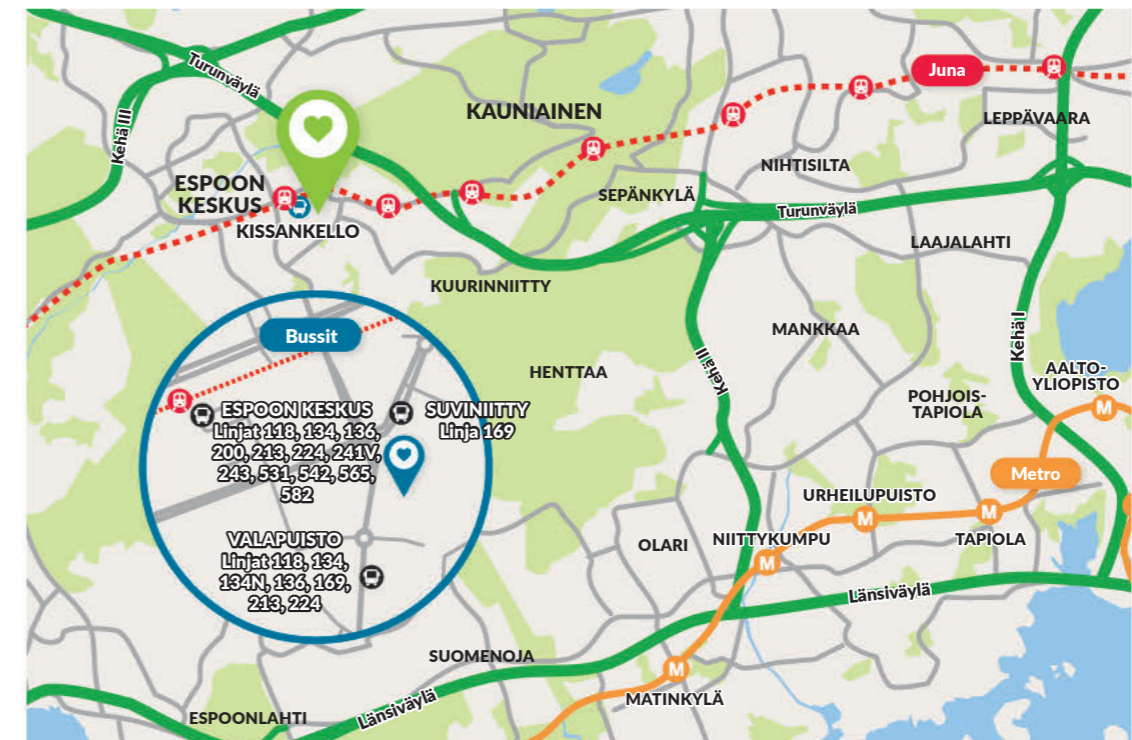 Turunväylä
Juna
Kehä III
KAUNIAINEN
LEPPÄVAARA
NIHTISILTA
ESPOON
KESKUS
SEPÄNKYLÄ
Turunväylä
KISSANKELLO
LAAJALAHTI
KUURINNIITTY
Bussit
MANKKAA
Kehä I
HENTTAA
Kehä II
AALTO-
YLIOPISTO
POHJOIS-
TAPIOLA
ESPOON KESKUS
Linjat 118, 134, 136,
200, 213, 224, 241V,
243, 531, 542, 565,
582
SUVINIITTY
Linja 169
Metro
M
URHEILUPUISTO
M
M
TAPIOLA
OLARI
NIITTYKUMPU
M
VALAPUISTO
Linjat 118, 134,
134N, 136, 169,
213, 224
Länsiväylä
SUOMENOJA
M
MATINKYLÄ
Länsiväylä
ESPOONLAHTI